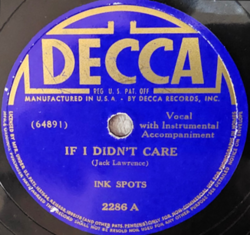 DECCA
REG. U.S. PAT. OFF.
MANUFACTURED IN U.S.A. - BY DECCA RECORDS, INC.
(64891)
Vocal
with Instrumental
Accompaniment
IF I DIDN'T CARE
(Jack Lawrence)
INK SPOTS
2286 A